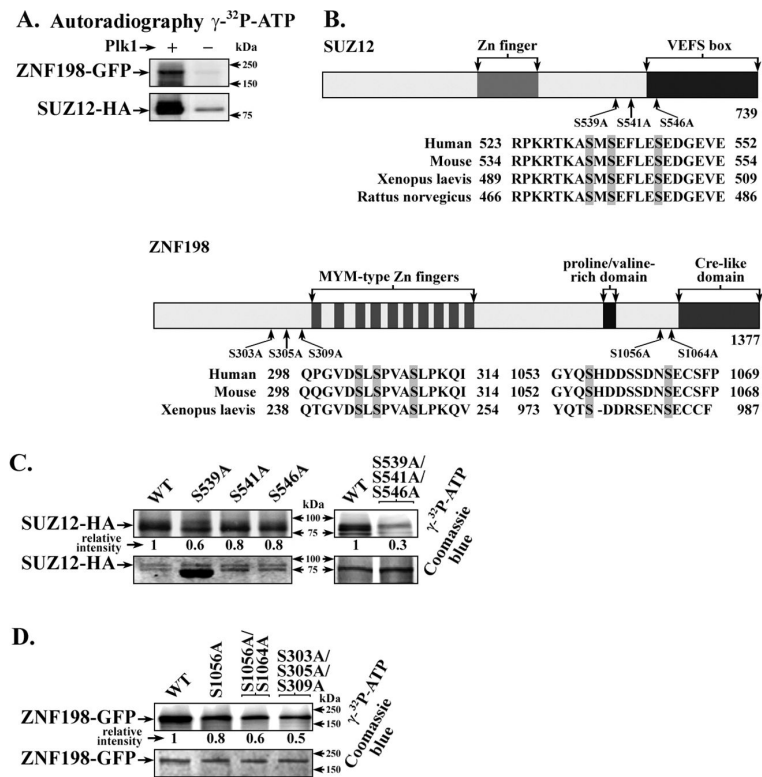 A. Autoradiography γ-³²P-ATP
Plk1 + − kDa
ZNF198-GFP 250
150
SUZ12-HA 75
B.
SUZ12 Zn finger VEFS box
739
S539A S541A S546A
Human 523 RPKRTKASMSEFLESEDGEVE 552
Mouse 534 RPKRTKASMSEFLESEDGEVE 554
Xenopus laevis 489 RPKRTKASMSEFLESEDGEVE 509
Rattus norvegicus 466 RPKRTKASMSEFLESEDGEVE 486
ZNF198
MYM-type Zn fingers proline/valine-rich domain Cre-like domain
1377
S303A S305A S309A S1056A S1064A
Human 298 QPGVDSLSPVASLPKQI 314 1053 GYQSHDDSSDNSECSFP 1069
Mouse 298 QQGVDSLSPVASLPKQI 314 1052 GYQSHDDSSDNSECSFP 1068
Xenopus laevis 238 QTGVDSLSPVASLPKQV 254 973 YQTS-DDRSENSECCF 987
C.
WT S539A S541A S546A kDa WT S539A/S541A/S546A
SUZ12-HA 100
75
γ-³²P-ATP
relative intensity 1 0.6 0.8 0.8 1 0.3
SUZ12-HA 100
75
Coomassie blue
D.
WT S1056A S1056A/S1064A S303A/S305A/S309A kDa
ZNF198-GFP 250
150
γ-³²P-ATP
relative intensity 1 0.8 0.6 0.5
ZNF198-GFP 250
150
Coomassie blue